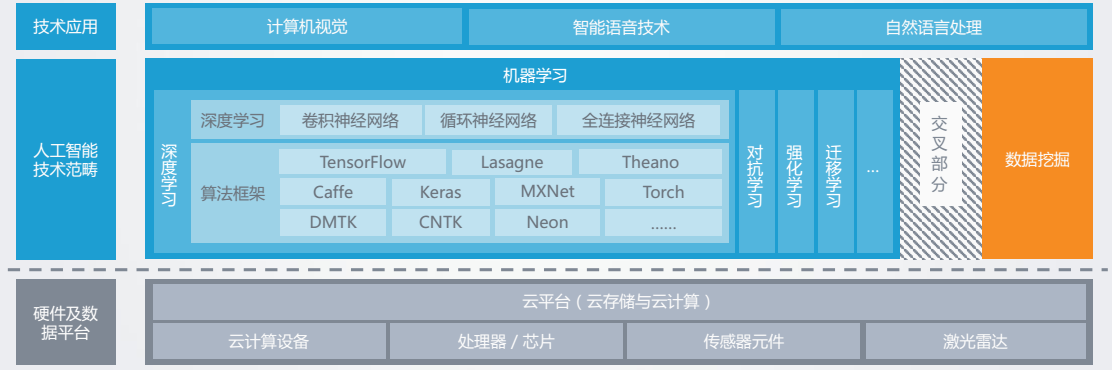 技术应用
计算机视觉
智能语音技术
自然语言处理
人工智能
技术范畴
机器学习
深度学习
深度学习
卷积神经网络
循环神经网络
全连接神经网络
算法框架
TensorFlow
Lasagne
Theano
Caffe
Keras
MXNet
Torch
DMTK
CNTK
Neon
......
对抗学习
强化学习
迁移学习
...
交叉部分
数据挖掘
硬件及数
据平台
云平台（云存储与云计算）
云计算设备
处理器 / 芯片
传感器元件
激光雷达